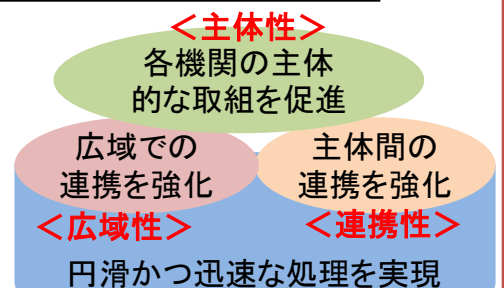 ＜主体性＞
各機関の主体
的な取組を促進
広域での
連携を強化
＜広域性＞
主体間の
連携を強化
＜連携性＞
円滑かつ迅速な処理を実現